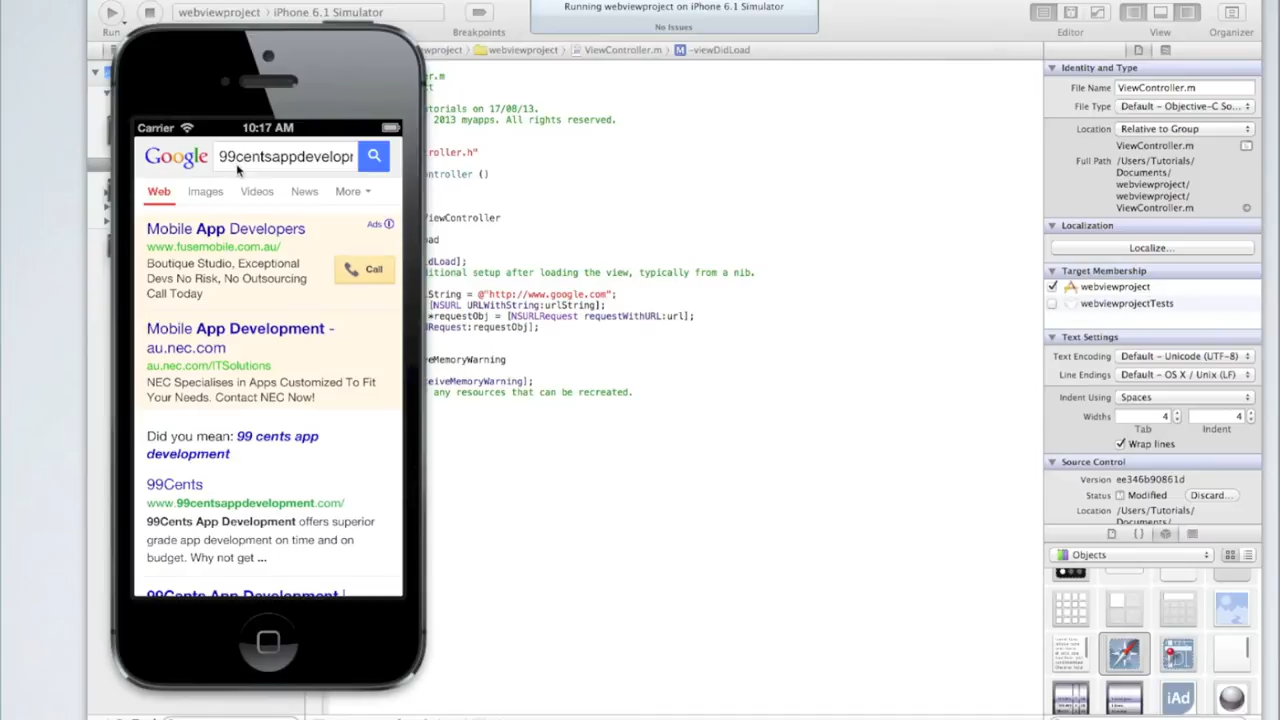 webviewproject › iPhone 6.1 Simulator
Running webviewproject on iPhone 6.1 Simulator
No Issues
Run
Breakpoints
Editor
View
Organizer
webviewproject
ViewController.m
M
-viewDidLoad
2013 myapps. All rights reserved.
on 17/08/13.
()
ditional setup after loading the view, typically from a nib.
= @"http://www.google.com";
[NSURL URLWithString:urlString];
requestObj = [NSURLRequest requestWithURL:url];
Request:requestObj];
any resources that can be recreated.
Carrier
10:17 AM
Google
99centsappdevelopr
Web
Images
Videos
News
More
Mobile App Developers
Ads
www.fusemobile.com.au/
Boutique Studio, Exceptional
Devs No Risk, No Outsourcing
Call Today
Call
Mobile App Development -
au.nec.com
au.nec.com/ITSolutions
NEC Specialises in Apps Customized To Fit
Your Needs. Contact NEC Now!
Did you mean: 99 cents app
development
99Cents
www.99centsappdevelopment.com/
99Cents App Development offers superior
grade app development on time and on
budget. Why not get ...
99Cents App Development |
Identity and Type
File Name
ViewController.m
File Type
Default - Objective-C So...
Location
Relative to Group
ViewController.m
Full Path
/Users/Tutorials/
Documents/
webviewproject/
webviewproject/
ViewController.m
Localization
Localize...
Target Membership
webviewproject
webviewprojectTests
Text Settings
Text Encoding
Default - Unicode (UTF-8)
Line Endings
Default - OS X / Unix (LF)
Indent Using
Spaces
Widths
4
4
Tab
Indent
Wrap lines
Source Control
Version
ee346b90861d
Status
Modified
Discard...
Location
/Users/Tutorials/
Documents/
Objects
iAd